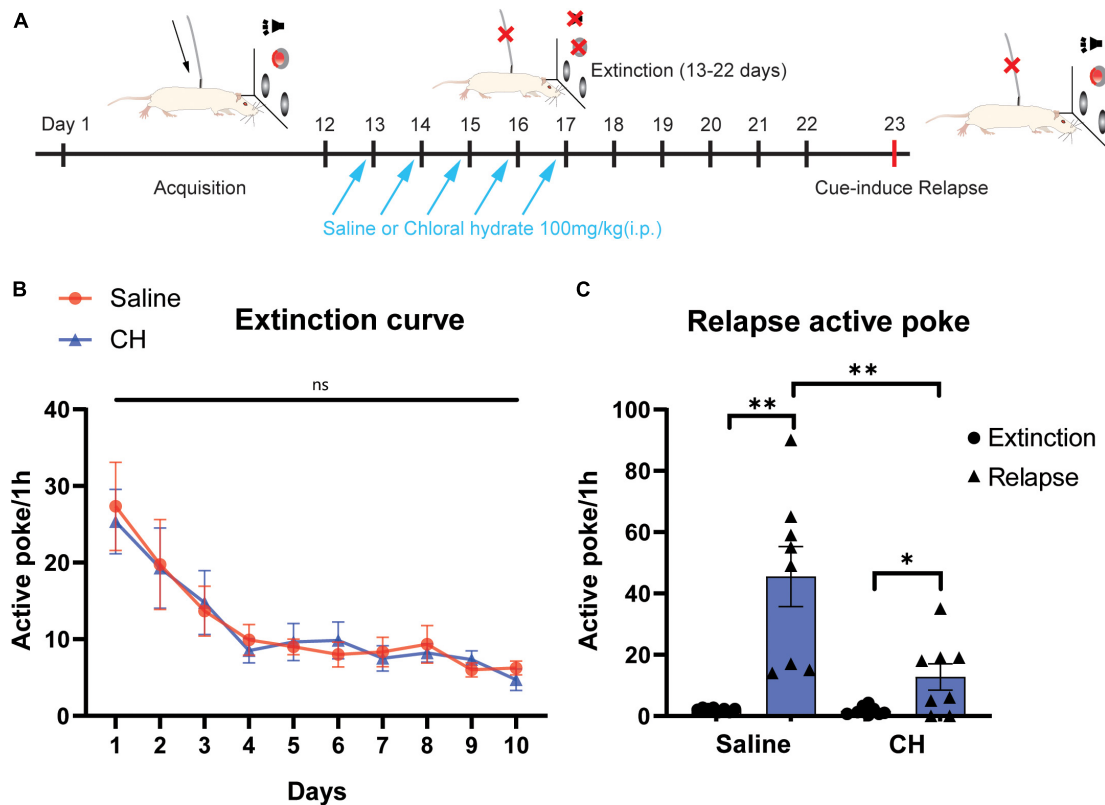 A
Extinction (13-22 days)
Day 1 12 13 14 15 16 17 18 19 20 21 22 23
Acquisition
Cue-induce Relapse
Saline or Chloral hydrate 100mg/kg(i.p.)
B
Saline
CH
Extinction curve
ns
Active poke/1h
40
30
20
10
0
1 2 3 4 5 6 7 8 9 10
Days
C
Relapse active poke
**
**
*
Extinction
Relapse
Active poke/1h
100
80
60
40
20
0
Saline CH